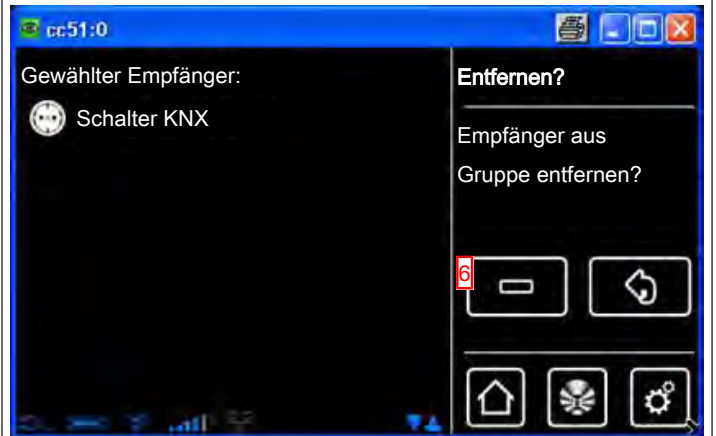 cc51:0
Gewählter Empfänger:
Schalter KNX
Entfernen?
Empfänger aus
Gruppe entfernen?
6